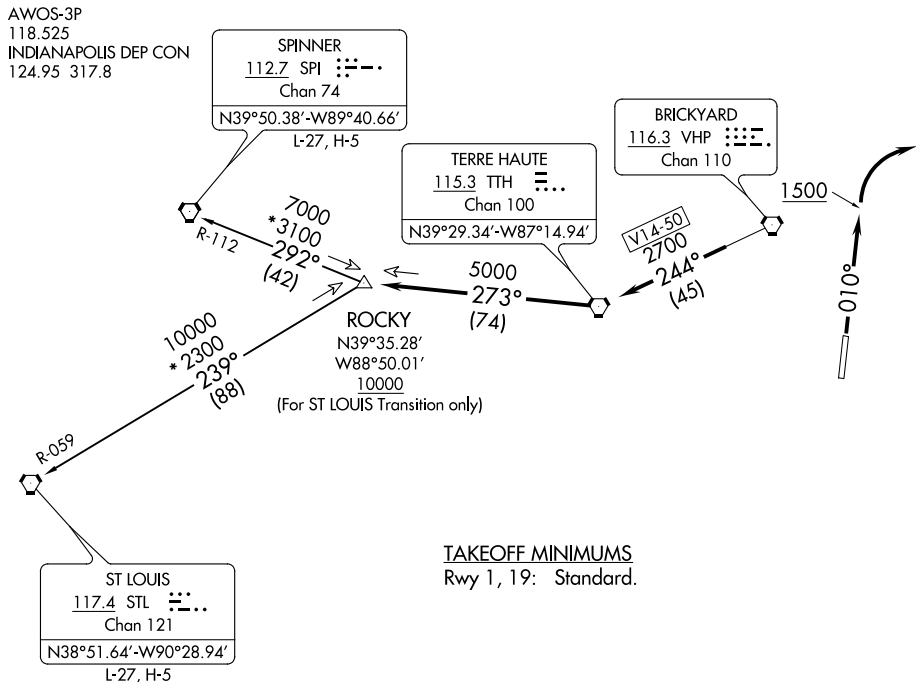 AWOS-3P
118.525
INDIANAPOLIS DEP CON
124.95 317.8
SPINNER
112.7 SPI
Chan 74
N39°50.38'-W89°40.66'
L-27, H-5
BRICKYARD
116.3 VHP
Chan 110
TERRE HAUTE
115.3 TTH
Chan 100
N39°29.34'-W87°14.94'
1500
010°
V14-50
2700
244°
(45)
5000
273°
(74)
7000
*3100
292°
(42)
R-112
ROCKY
N39°35.28'
W88°50.01'
10000
(For ST LOUIS Transition only)
10000
*2300
239°
(88)
R-059
ST LOUIS
117.4 STL
Chan 121
N38°51.64'-W90°28.94'
L-27, H-5
TAKEOFF MINIMUMS
Rwy 1, 19: Standard.